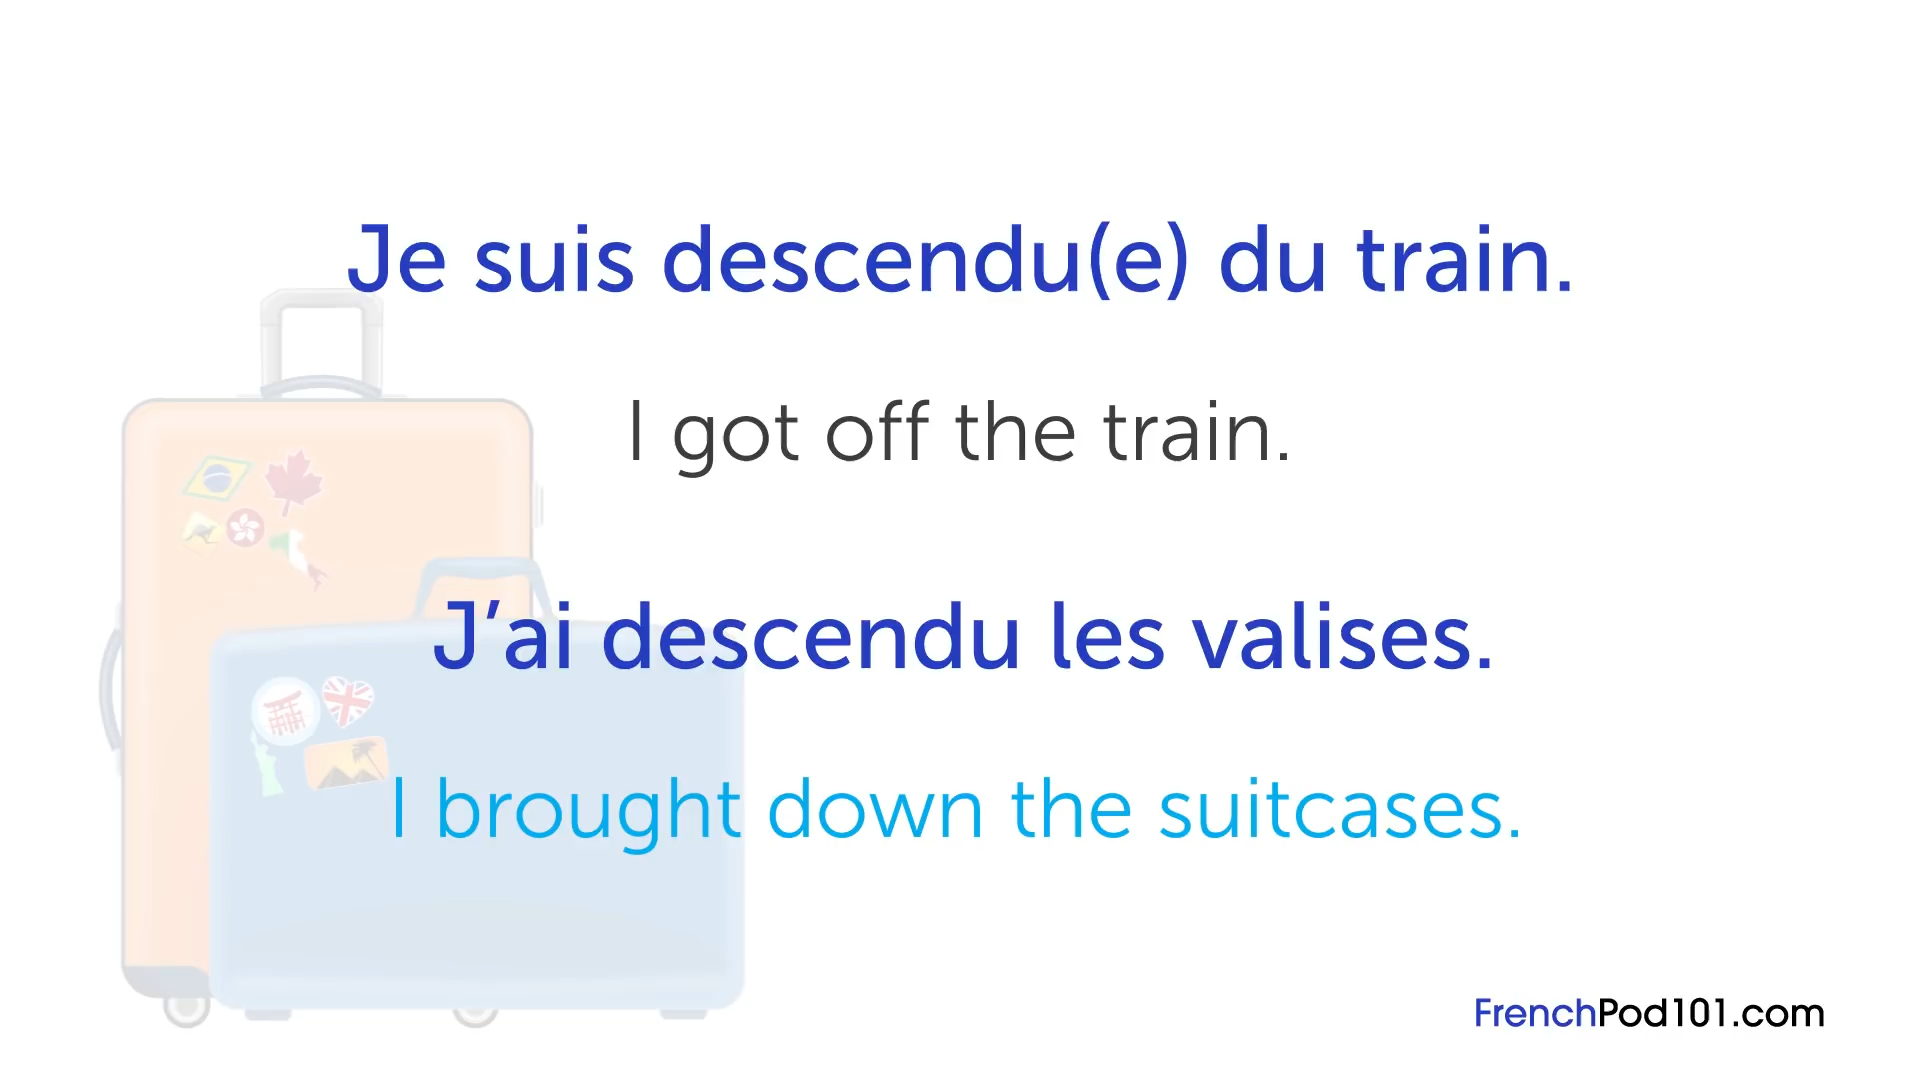 Je suis descendu(e) du train.
I got off the train.
J’ai descendu les valises.
I brought down the suitcases.
FrenchPod101.com